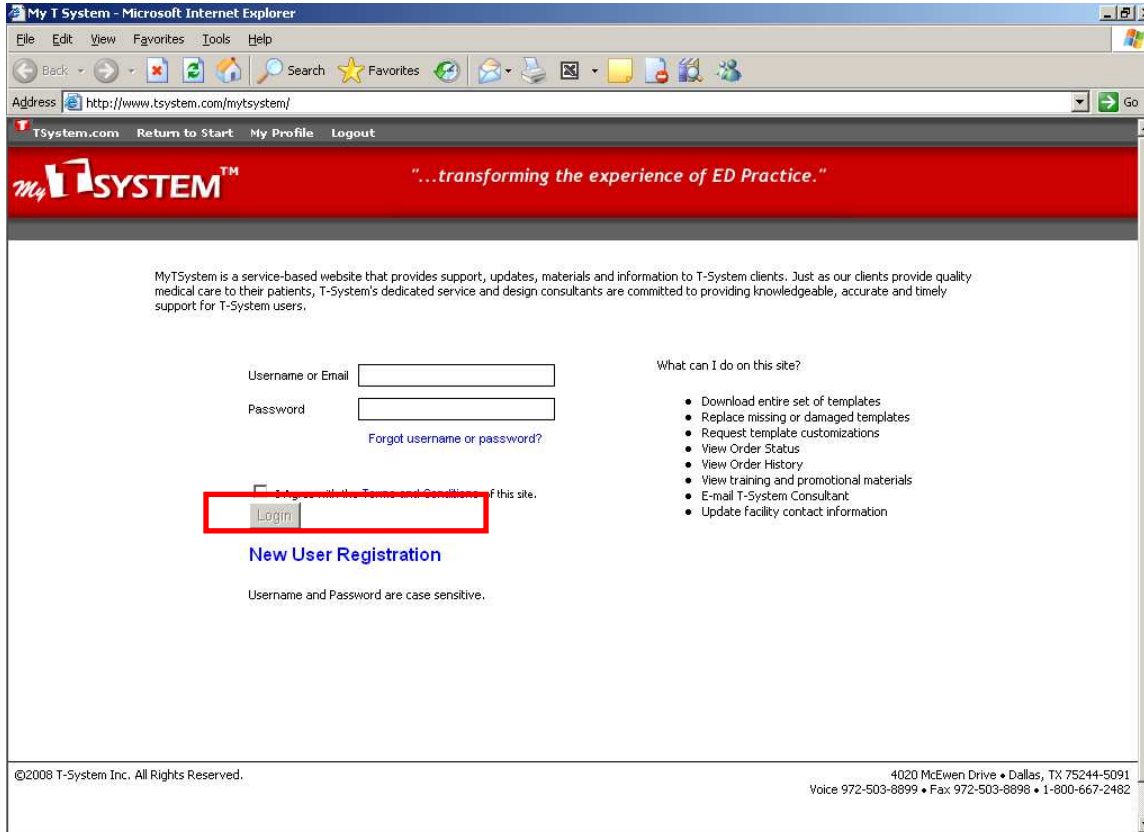 My T System - Microsoft Internet Explorer
File Edit View Favorites Tools Help
Back Search Favorites
Address http://www.tsystem.com/mytsystem/ Go
TSystem.com Return to Start My Profile Logout
My T SYSTEM™ "...transforming the experience of ED Practice."
MyTSystem is a service-based website that provides support, updates, materials and information to T-System clients. Just as our clients provide quality
medical care to their patients, T-System's dedicated service and design consultants are committed to providing knowledgeable, accurate and timely
support for T-System users.
Username or Email
Password
Forgot username or password?
I Agree with the Terms and Conditions of this site.
Login
New User Registration
Username and Password are case sensitive.
What can I do on this site?
• Download entire set of templates
• Replace missing or damaged templates
• Request template customizations
• View Order Status
• View Order History
• View training and promotional materials
• E-mail T-System Consultant
• Update facility contact information
©2008 T-System Inc. All Rights Reserved.
4020 McEwen Drive • Dallas, TX 75244-5091
Voice 972-503-8899 • Fax 972-503-8898 • 1-800-667-2482